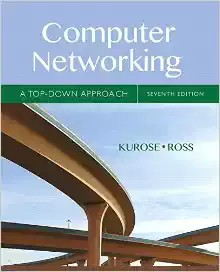 Computer
Networking
A TOP-DOWN APPROACH SEVENTH EDITION
KUROSE • ROSS